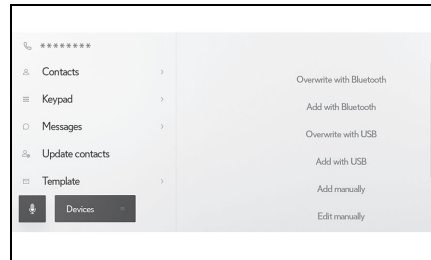 ********
Contacts
Keypad
Messages
Update contacts
Template
Devices
Overwrite with Bluetooth
Add with Bluetooth
Overwrite with USB
Add with USB
Add manually
Edit manually